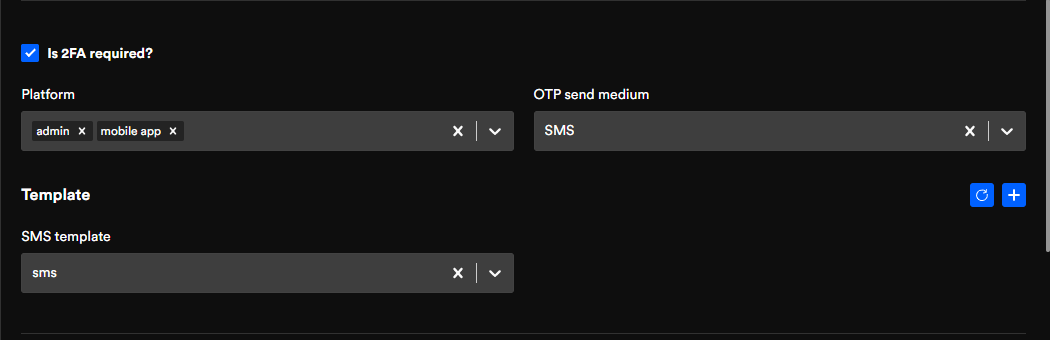 Is 2FA required?
Platform
OTP send medium
admin
mobile app
SMS
Template
SMS template
sms